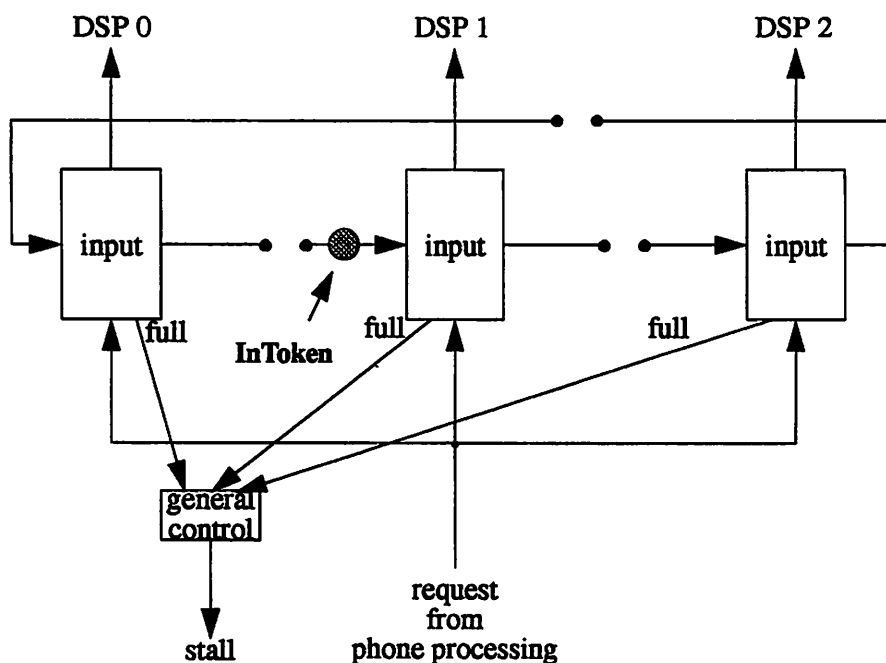 DSP 0
DSP 1
DSP 2
input
input
input
full
full
full
InToken
general
control
request
from
phone processing
stall